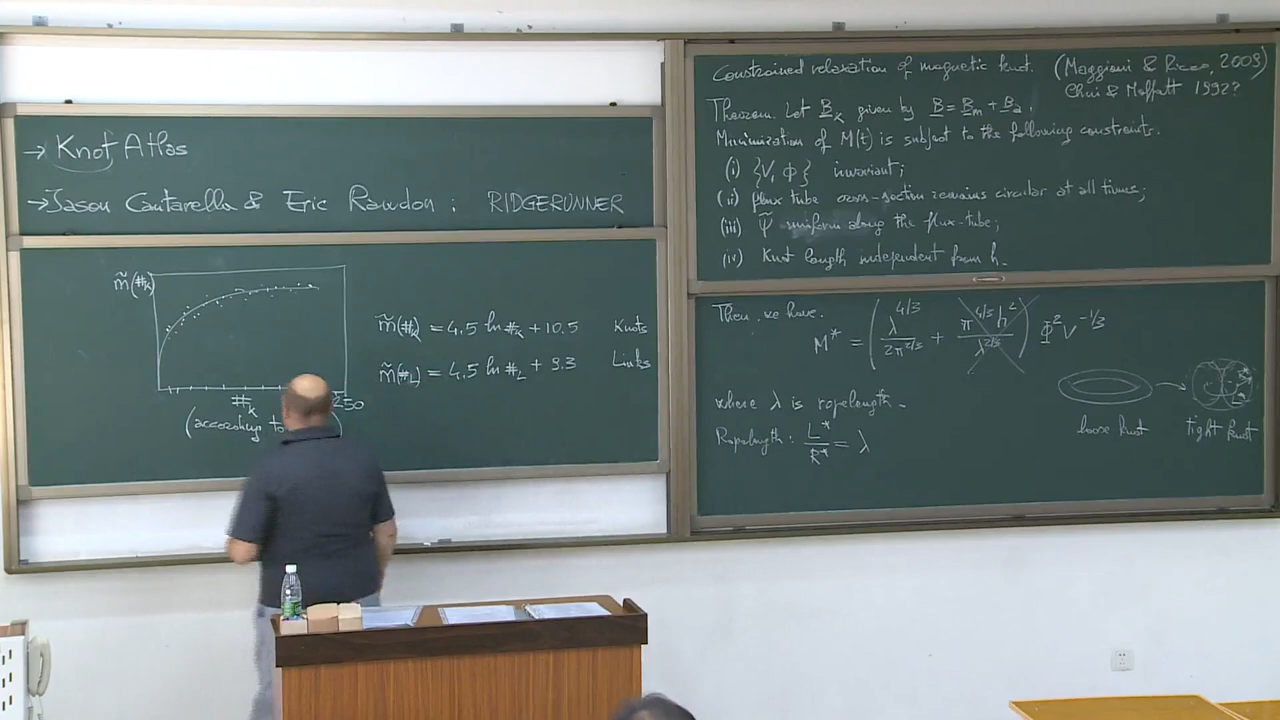 → Knot Atlas
→ Jason Cantarella & Eric Rawdon : RIDGERUNNER
m̃(#K)
#K
250
(according to )
m̃(#K) = 4.5 ln #K + 10.5 Knots
m̃(#L) = 4.5 ln #L + 9.3 Links
Constrained relaxation of magnetic knot. (Maggioni & Ricca, 2009)
Chui & Moffatt 1992?
Theorem. Let B_K given by B = B_m + B_a.
Minimization of M(t) is subject to the following constraints.
(i) {V, Φ} invariant;
(ii) flux tube cross-section remains circular at all times;
(iii) Ψ̃ uniform along the flux-tube;
(iv) Knot length independent from h.
Then, we have.
M* = (λ^4/3 / 2π^2/3 + π^4/3 h^2 / λ^2/3) Φ^2 V^-1/3
where λ is ropelength.
Ropelength: L*/R* = λ
loose knot → tight knot